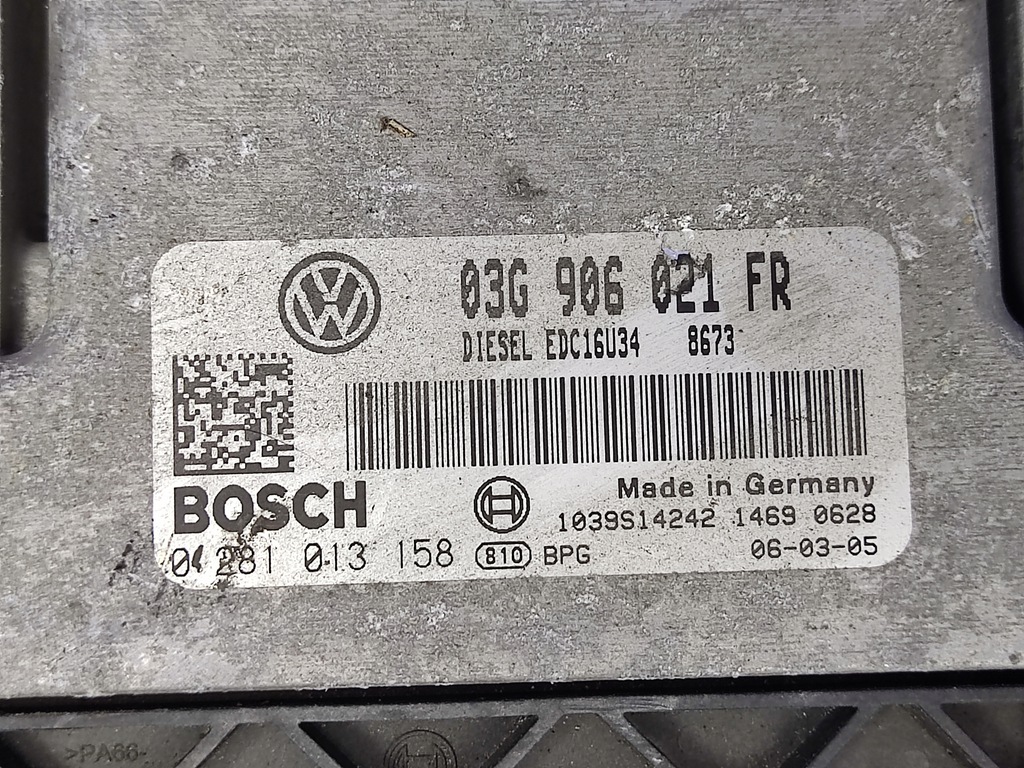 03G 906 021 FR
DIESEL EDC16U34 8673
BOSCH
Made in Germany
1039S14242 1469 0628
0 281 013 158 810 BPG
06-03-05
>PA66-